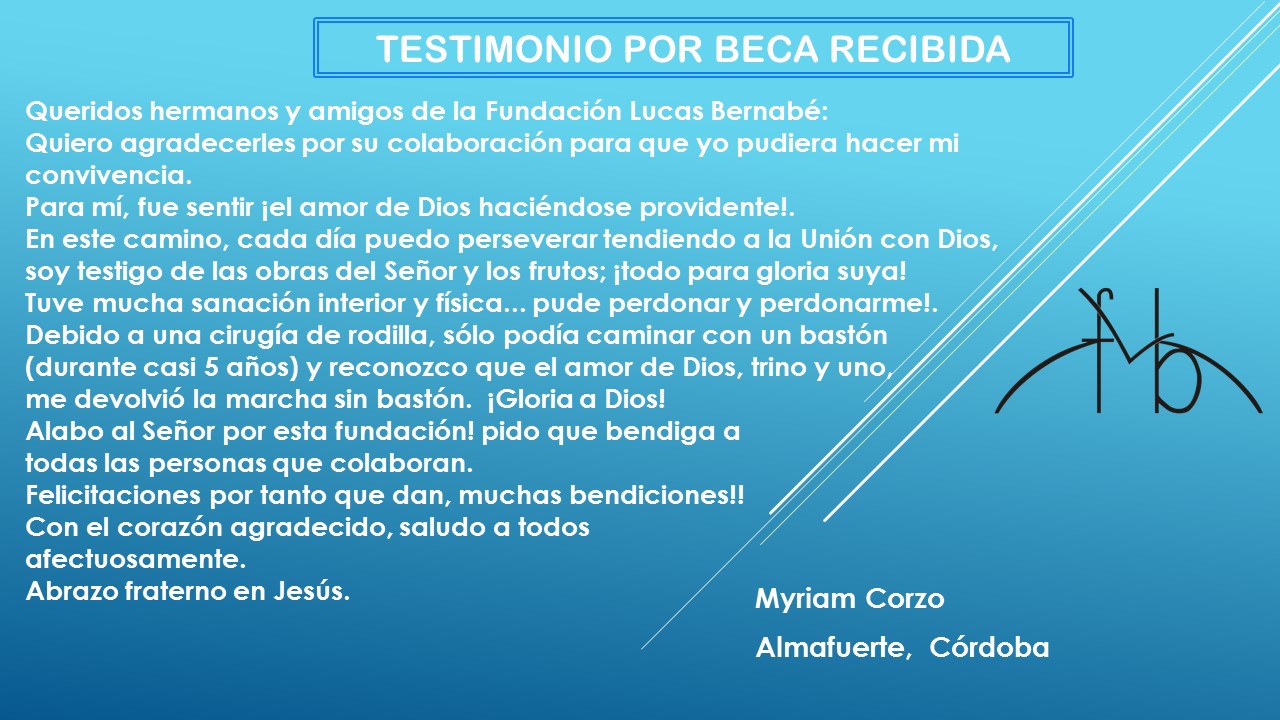 TESTIMONIO POR BECA RECIBIDA
Queridos hermanos y amigos de la Fundación Lucas Bernabé:
Quiero agradecerles por su colaboración para que yo pudiera hacer mi
convivencia.
Para mí, fue sentir ¡el amor de Dios haciéndose providente!.
En este camino, cada día puedo perseverar tendiendo a la Unión con Dios,
soy testigo de las obras del Señor y los frutos; ¡todo para gloria suya!
Tuve mucha sanación interior y física... pude perdonar y perdonarme!.
Debido a una cirugía de rodilla, sólo podía caminar con un bastón
(durante casi 5 años) y reconozco que el amor de Dios, trino y uno,
me devolvió la marcha sin bastón.  ¡Gloria a Dios!
Alabo al Señor por esta fundación! pido que bendiga a
todas las personas que colaboran.
Felicitaciones por tanto que dan, muchas bendiciones!!
Con el corazón agradecido, saludo a todos
afectuosamente.
Abrazo fraterno en Jesús.
Myriam Corzo
Almafuerte,  Córdoba
flb